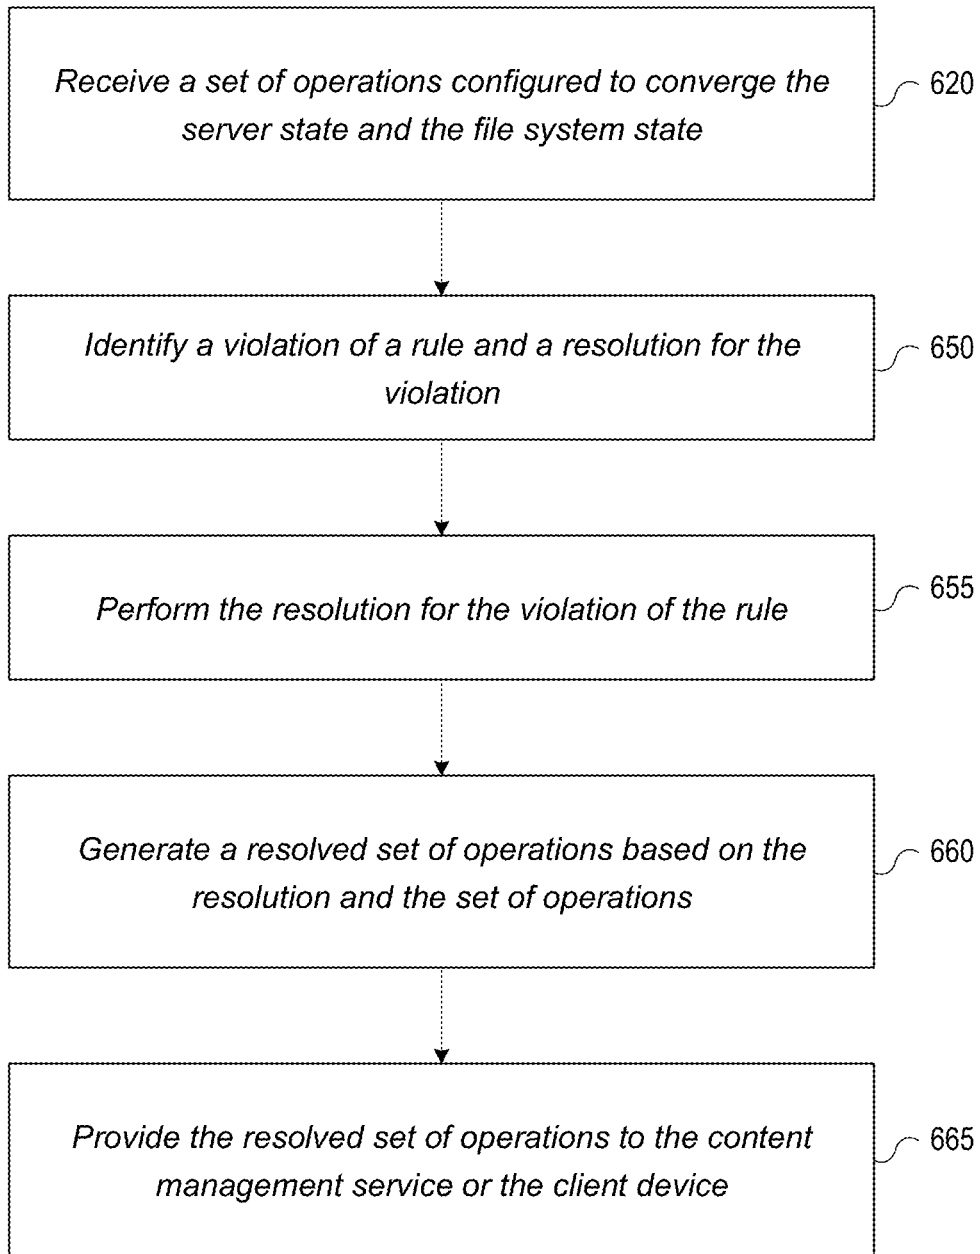 Receive a set of operations configured to converge the
server state and the file system state
620
Identify a violation of a rule and a resolution for the
violation
650
Perform the resolution for the violation of the rule
655
Generate a resolved set of operations based on the
resolution and the set of operations
660
Provide the resolved set of operations to the content
management service or the client device
665